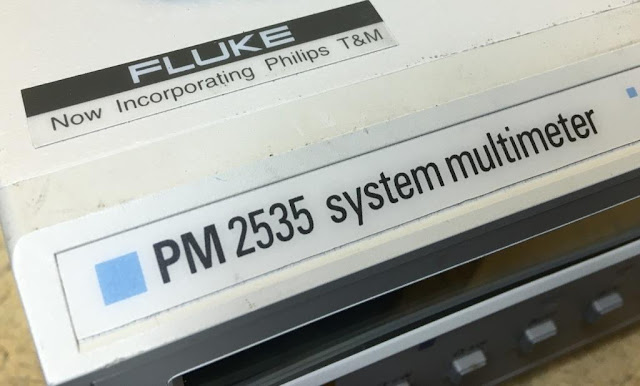 FLUKE
Now Incorporating Philips T&M
PM 2535 system multimeter